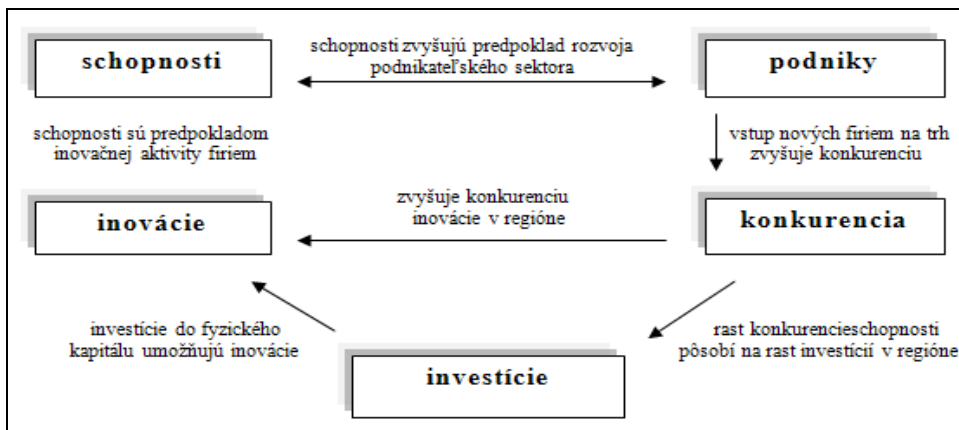 schopnosti
schopnosti zvyšujú predpoklad rozvoja
podnikateľského sektora
podniky
schopnosti sú predpokladom
inovačnej aktivity firiem
vstup nových firiem na trh
zvyšuje konkurenciu
inovácie
zvyšuje konkurenciu
inovácie v regióne
konkurencia
investície do fyzického
kapitálu umožňujú inovácie
rast konkurencieschopnosti
pôsobí na rast investícií v regióne
investície